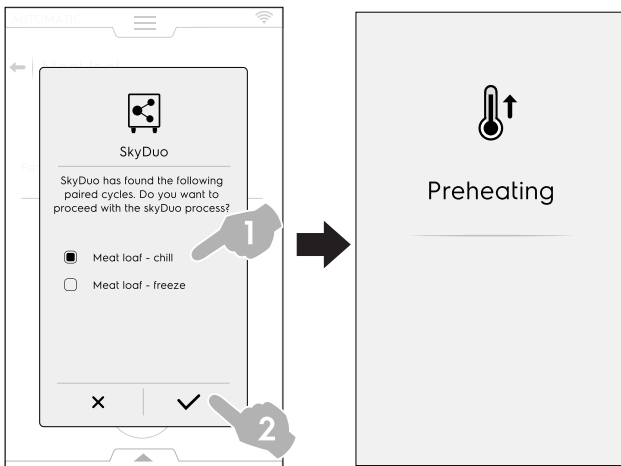 AUTOMATIC
SkyDuo
SkyDuo has found the following
paired cycles. Do you want to
proceed with the skyDuo process?
1
Meat loaf - chill
Meat loaf - freeze
2
Preheating